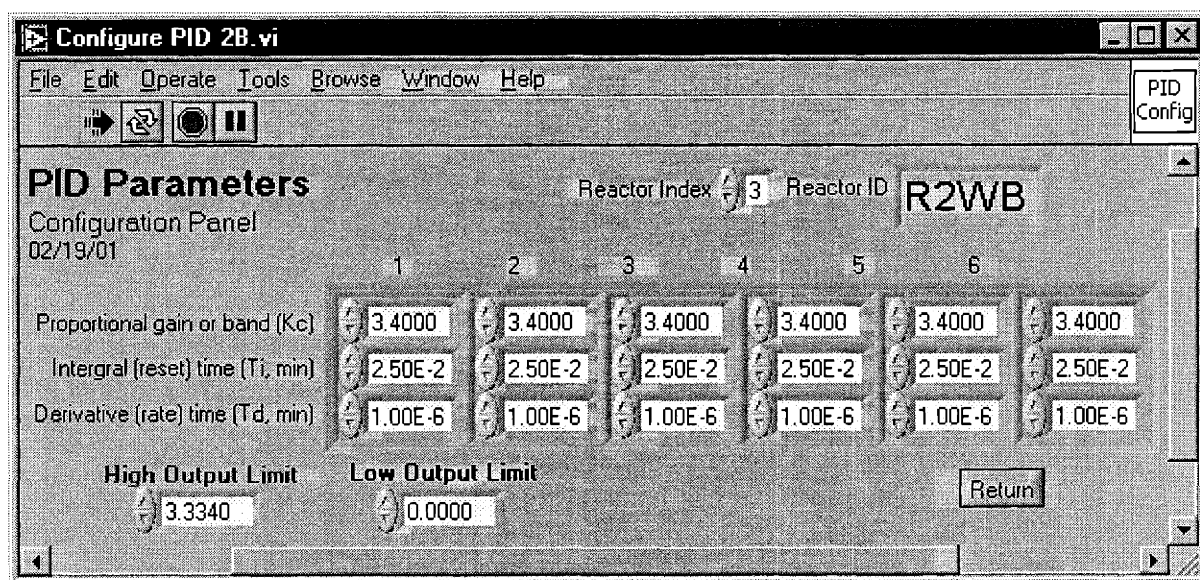 Configure PID 2B.vi
File Edit Operate Tools Browse Window Help
PID
Config
PID Parameters
Configuration Panel
02/19/01
Reactor Index 3 Reactor ID R2WB
1 2 3 4 5 6
Proportional gain or band (Kc) 3.4000 3.4000 3.4000 3.4000 3.4000 3.4000
Intergral (reset) time (Ti, min) 2.50E-2 2.50E-2 2.50E-2 2.50E-2 2.50E-2 2.50E-2
Derivative (rate) time (Td, min) 1.00E-6 1.00E-6 1.00E-6 1.00E-6 1.00E-6 1.00E-6
High Output Limit Low Output Limit
3.3340 0.0000
Return